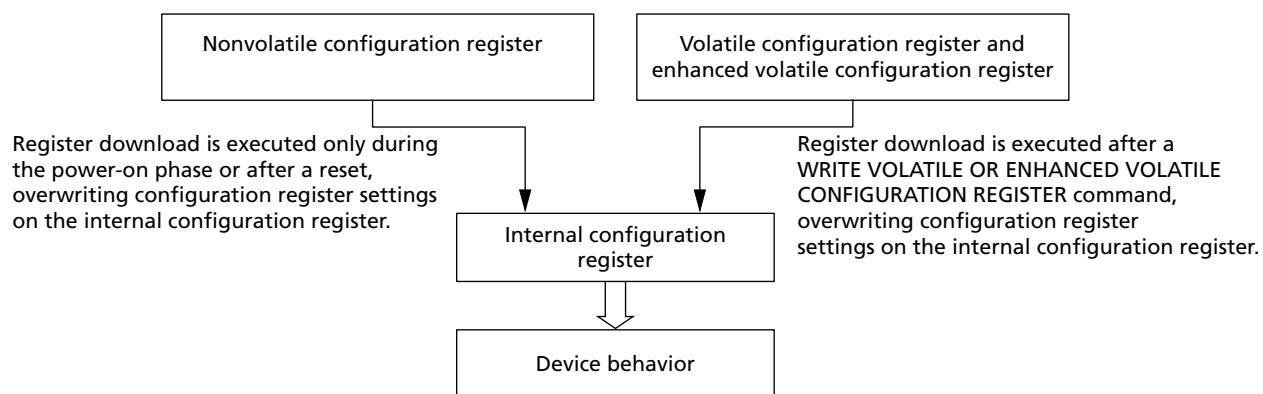 Nonvolatile configuration register
Volatile configuration register and
enhanced volatile configuration register
Register download is executed only during
the power-on phase or after a reset,
overwriting configuration register settings
on the internal configuration register.
Register download is executed after a
WRITE VOLATILE OR ENHANCED VOLATILE
CONFIGURATION REGISTER command,
overwriting configuration register
settings on the internal configuration register.
Internal configuration
register
Device behavior